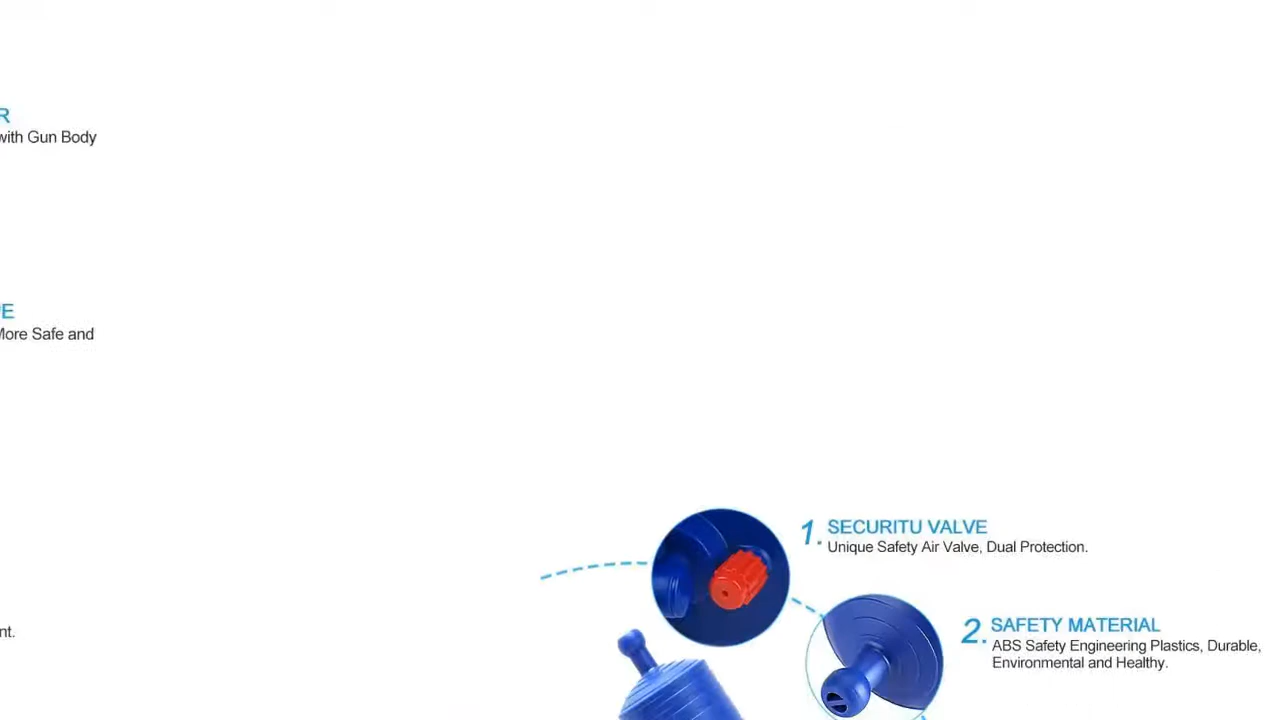 R
with Gun Body
More Safe and
nt.
1. SECURITU VALVE
Unique Safety Air Valve, Dual Protection.
2. SAFETY MATERIAL
ABS Safety Engineering Plastics, Durable,
Environmental and Healthy.